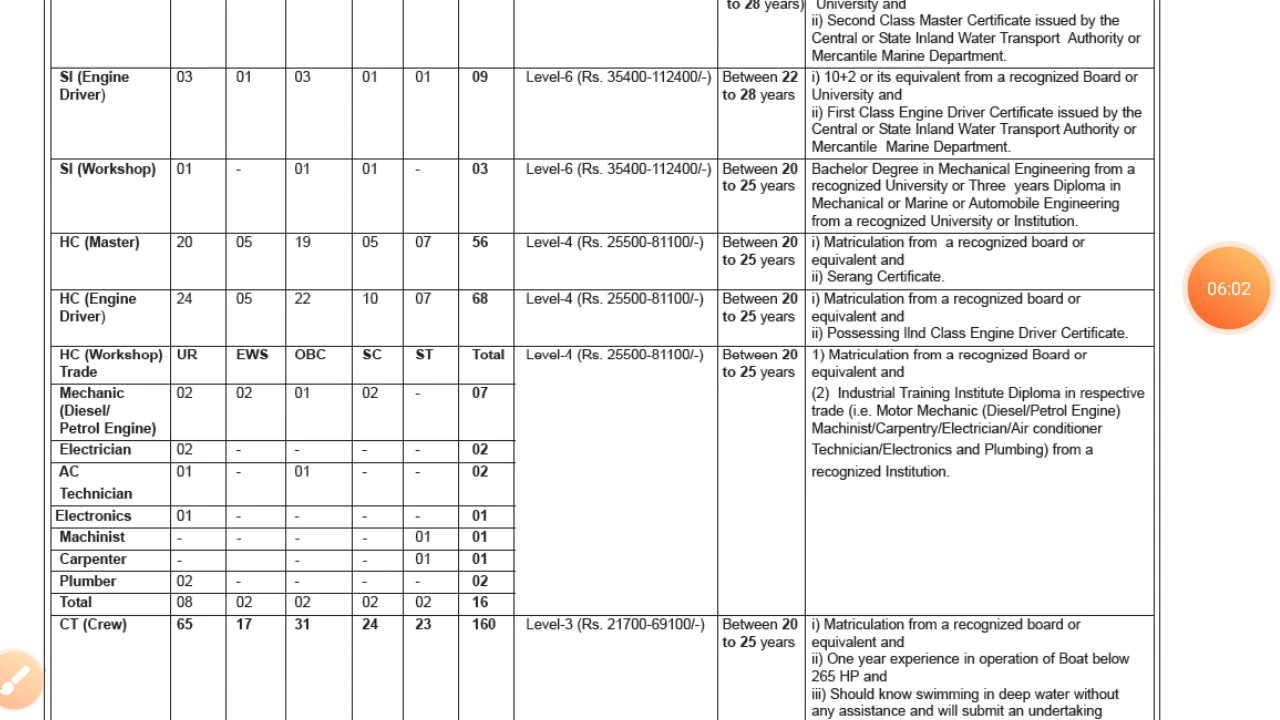 to 28 years) University and
ii) Second Class Master Certificate issued by the
Central or State Inland Water Transport Authority or
Mercantile Marine Department.
SI (Engine 03 01 03 01 01 09 Level-6 (Rs. 35400-112400/-) Between 22 i) 10+2 or its equivalent from a recognized Board or
Driver) to 28 years University and
ii) First Class Engine Driver Certificate issued by the
Central or State Inland Water Transport Authority or
Mercantile Marine Department.
SI (Workshop) 01 - 01 01 - 03 Level-6 (Rs. 35400-112400/-) Between 20 Bachelor Degree in Mechanical Engineering from a
to 25 years recognized University or Three years Diploma in
Mechanical or Marine or Automobile Engineering
from a recognized University or Institution.
HC (Master) 20 05 19 05 07 56 Level-4 (Rs. 25500-81100/-) Between 20 i) Matriculation from a recognized board or
to 25 years equivalent and
ii) Serang Certificate.
HC (Engine 24 05 22 10 07 68 Level-4 (Rs. 25500-81100/-) Between 20 i) Matriculation from a recognized board or
Driver) to 25 years equivalent and
ii) Possessing IInd Class Engine Driver Certificate.
06:02
HC (Workshop) UR EWS OBC SC ST Total Level-4 (Rs. 25500-81100/-) Between 20 1) Matriculation from a recognized Board or
Trade to 25 years equivalent and
Mechanic 02 02 01 02 - 07 (2) Industrial Training Institute Diploma in respective
(Diesel/ trade (i.e. Motor Mechanic (Diesel/Petrol Engine)
Petrol Engine) Machinist/Carpentry/Electrician/Air conditioner
Electrician 02 - - - - 02 Technician/Electronics and Plumbing) from a
AC 01 - 01 - - 02 recognized Institution.
Technician
Electronics 01 - - - - 01
Machinist - - - - 01 01
Carpenter - - - 01 01
Plumber 02 - - - - 02
Total 08 02 02 02 02 16
CT (Crew) 65 17 31 24 23 160 Level-3 (Rs. 21700-69100/-) Between 20 i) Matriculation from a recognized board or
to 25 years equivalent and
ii) One year experience in operation of Boat below
265 HP and
iii) Should know swimming in deep water without
any assistance and will submit an undertaking